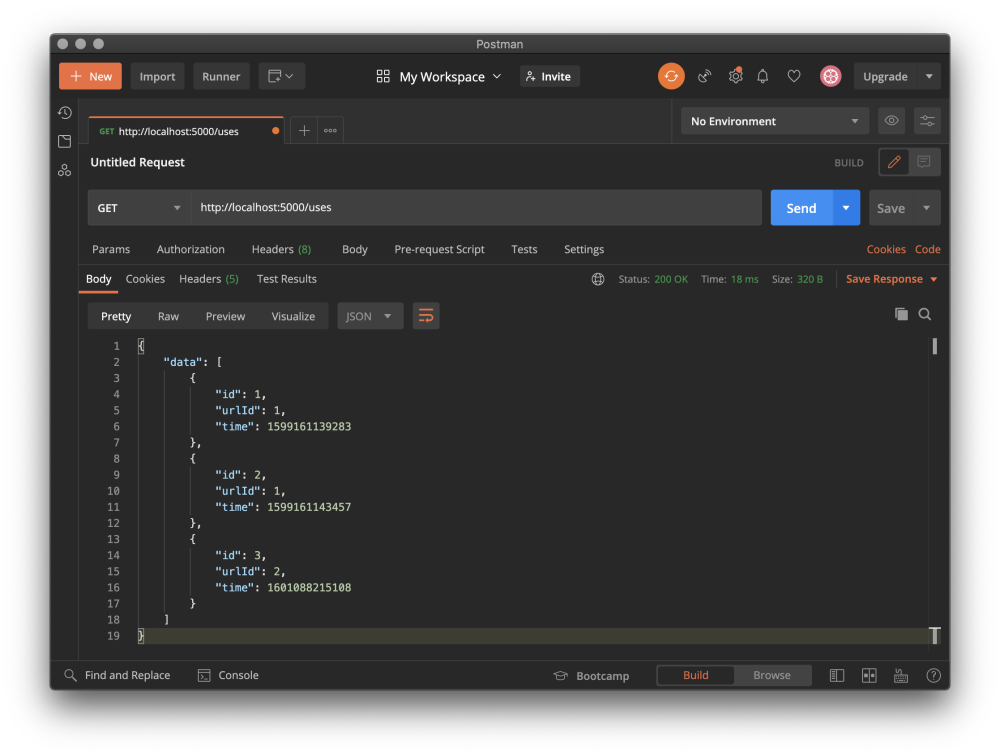 Postman
New Import Runner My Workspace Invite Upgrade
GET http://localhost:5000/uses No Environment
Untitled Request BUILD
GET http://localhost:5000/uses Send Save
Params Authorization Headers (8) Body Pre-request Script Tests Settings Cookies Code
Body Cookies Headers (5) Test Results Status: 200 OK Time: 18 ms Size: 320 B Save Response
Pretty Raw Preview Visualize JSON
1 {
2 "data": [
3 {
4 "id": 1,
5 "urlId": 1,
6 "time": 1599161139283
7 },
8 {
9 "id": 2,
10 "urlId": 1,
11 "time": 1599161143457
12 },
13 {
14 "id": 3,
15 "urlId": 2,
16 "time": 1601088215108
17 }
18 ]
19 }
Find and Replace Console Bootcamp Build Browse